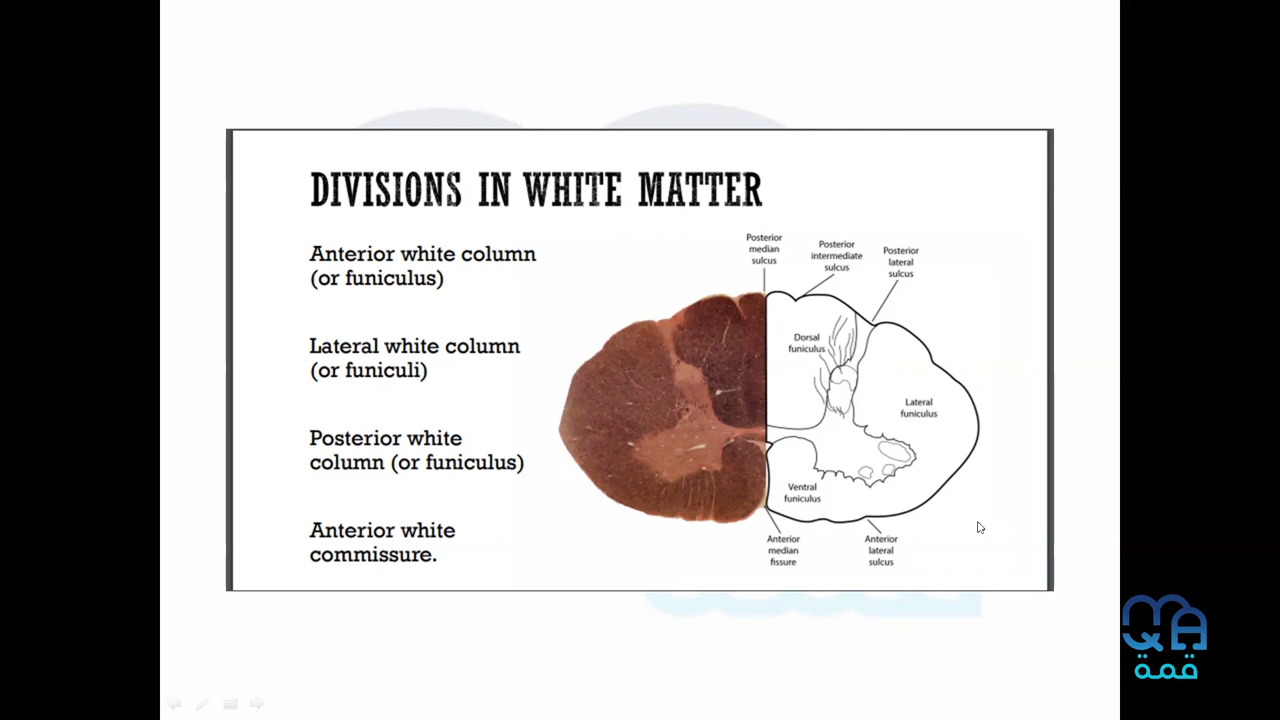 DIVISIONS IN WHITE MATTER
Anterior white column
(or funiculus)
Lateral white column
(or funiculi)
Posterior white
column (or funiculus)
Anterior white
commissure.
Posterior
median
sulcus
Posterior
intermediate
sulcus
Posterior
lateral
sulcus
Dorsal
funiculus
Lateral
funiculus
Ventral
funiculus
Anterior
median
fissure
Anterior
lateral
sulcus
QMA
قمة